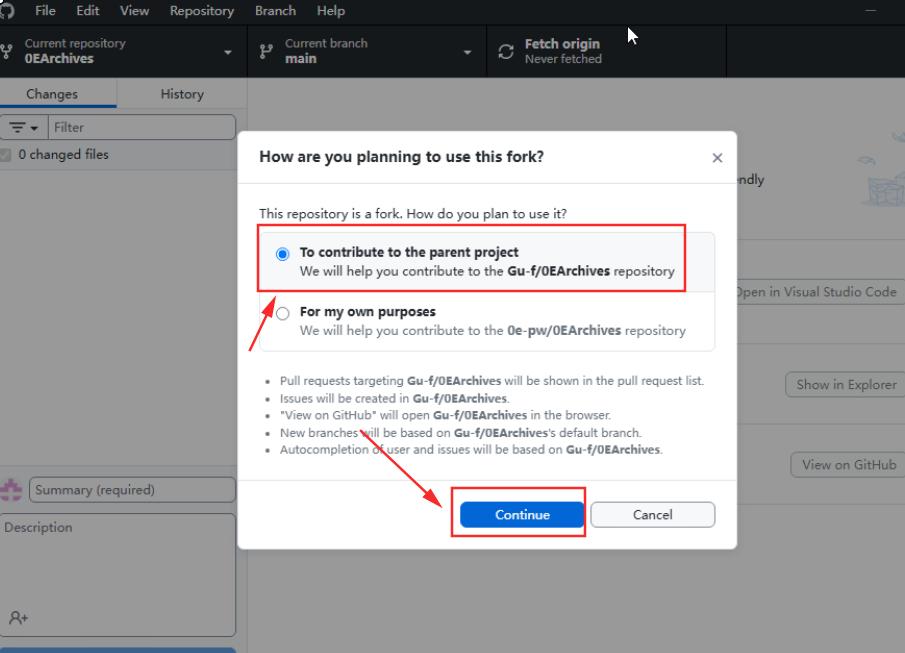 File Edit View Repository Branch Help
Current repository
0EArchives
Current branch
main
Fetch origin
Never fetched
Changes
History
Filter
0 changed files
How are you planning to use this fork?
This repository is a fork. How do you plan to use it?
To contribute to the parent project
We will help you contribute to the Gu-f/0EArchives repository
For my own purposes
We will help you contribute to the 0e-pw/0EArchives repository
Pull requests targeting Gu-f/0EArchives will be shown in the pull request list.
Issues will be created in Gu-f/0EArchives.
"View on GitHub" will open Gu-f/0EArchives in the browser.
New branches will be based on Gu-f/0EArchives's default branch.
Autocompletion of user and issues will be based on Gu-f/0EArchives.
Continue
Cancel
endly
Open in Visual Studio Code
Show in Explorer
View on GitHub
Summary (required)
Description